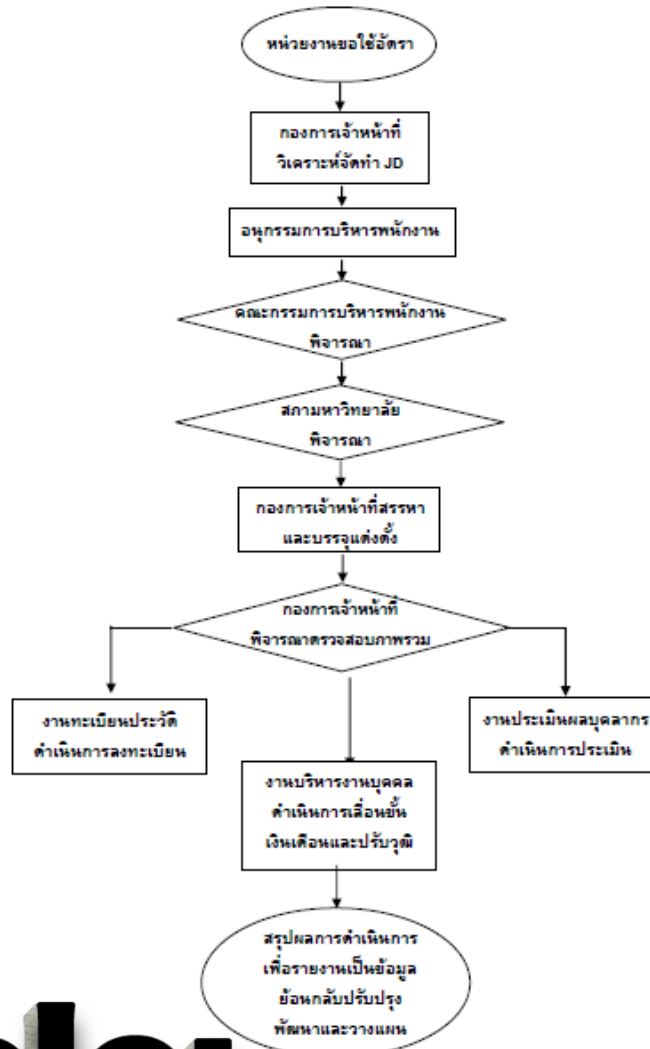 หน่วยงานขอใช้อัตรา
กองการเจ้าหน้าที่
วิเคราะห์จัดทำ JD
อนุกรรมการบริหารพนักงาน
คณะกรรมการบริหารพนักงาน
พิจารณา
สภามหาวิทยาลัย
พิจารณา
กองการเจ้าหน้าที่สรรหา
และบรรจุแต่งตั้ง
กองการเจ้าหน้าที่
พิจารณาตรวจสอบภาพรวม
งานทะเบียนประวัติ
ดำเนินการลงทะเบียน
งานประเมินผลบุคลากร
ดำเนินการประเมิน
งานบริหารงานบุคคล
ดำเนินการเลื่อนขั้น
เงินเดือนและปรับวุฒิ
สรุปผลการดำเนินการ
เพื่อรายงานเป็นข้อมูล
ย้อนกลับปรับปรุง
พัฒนาและวางแผน